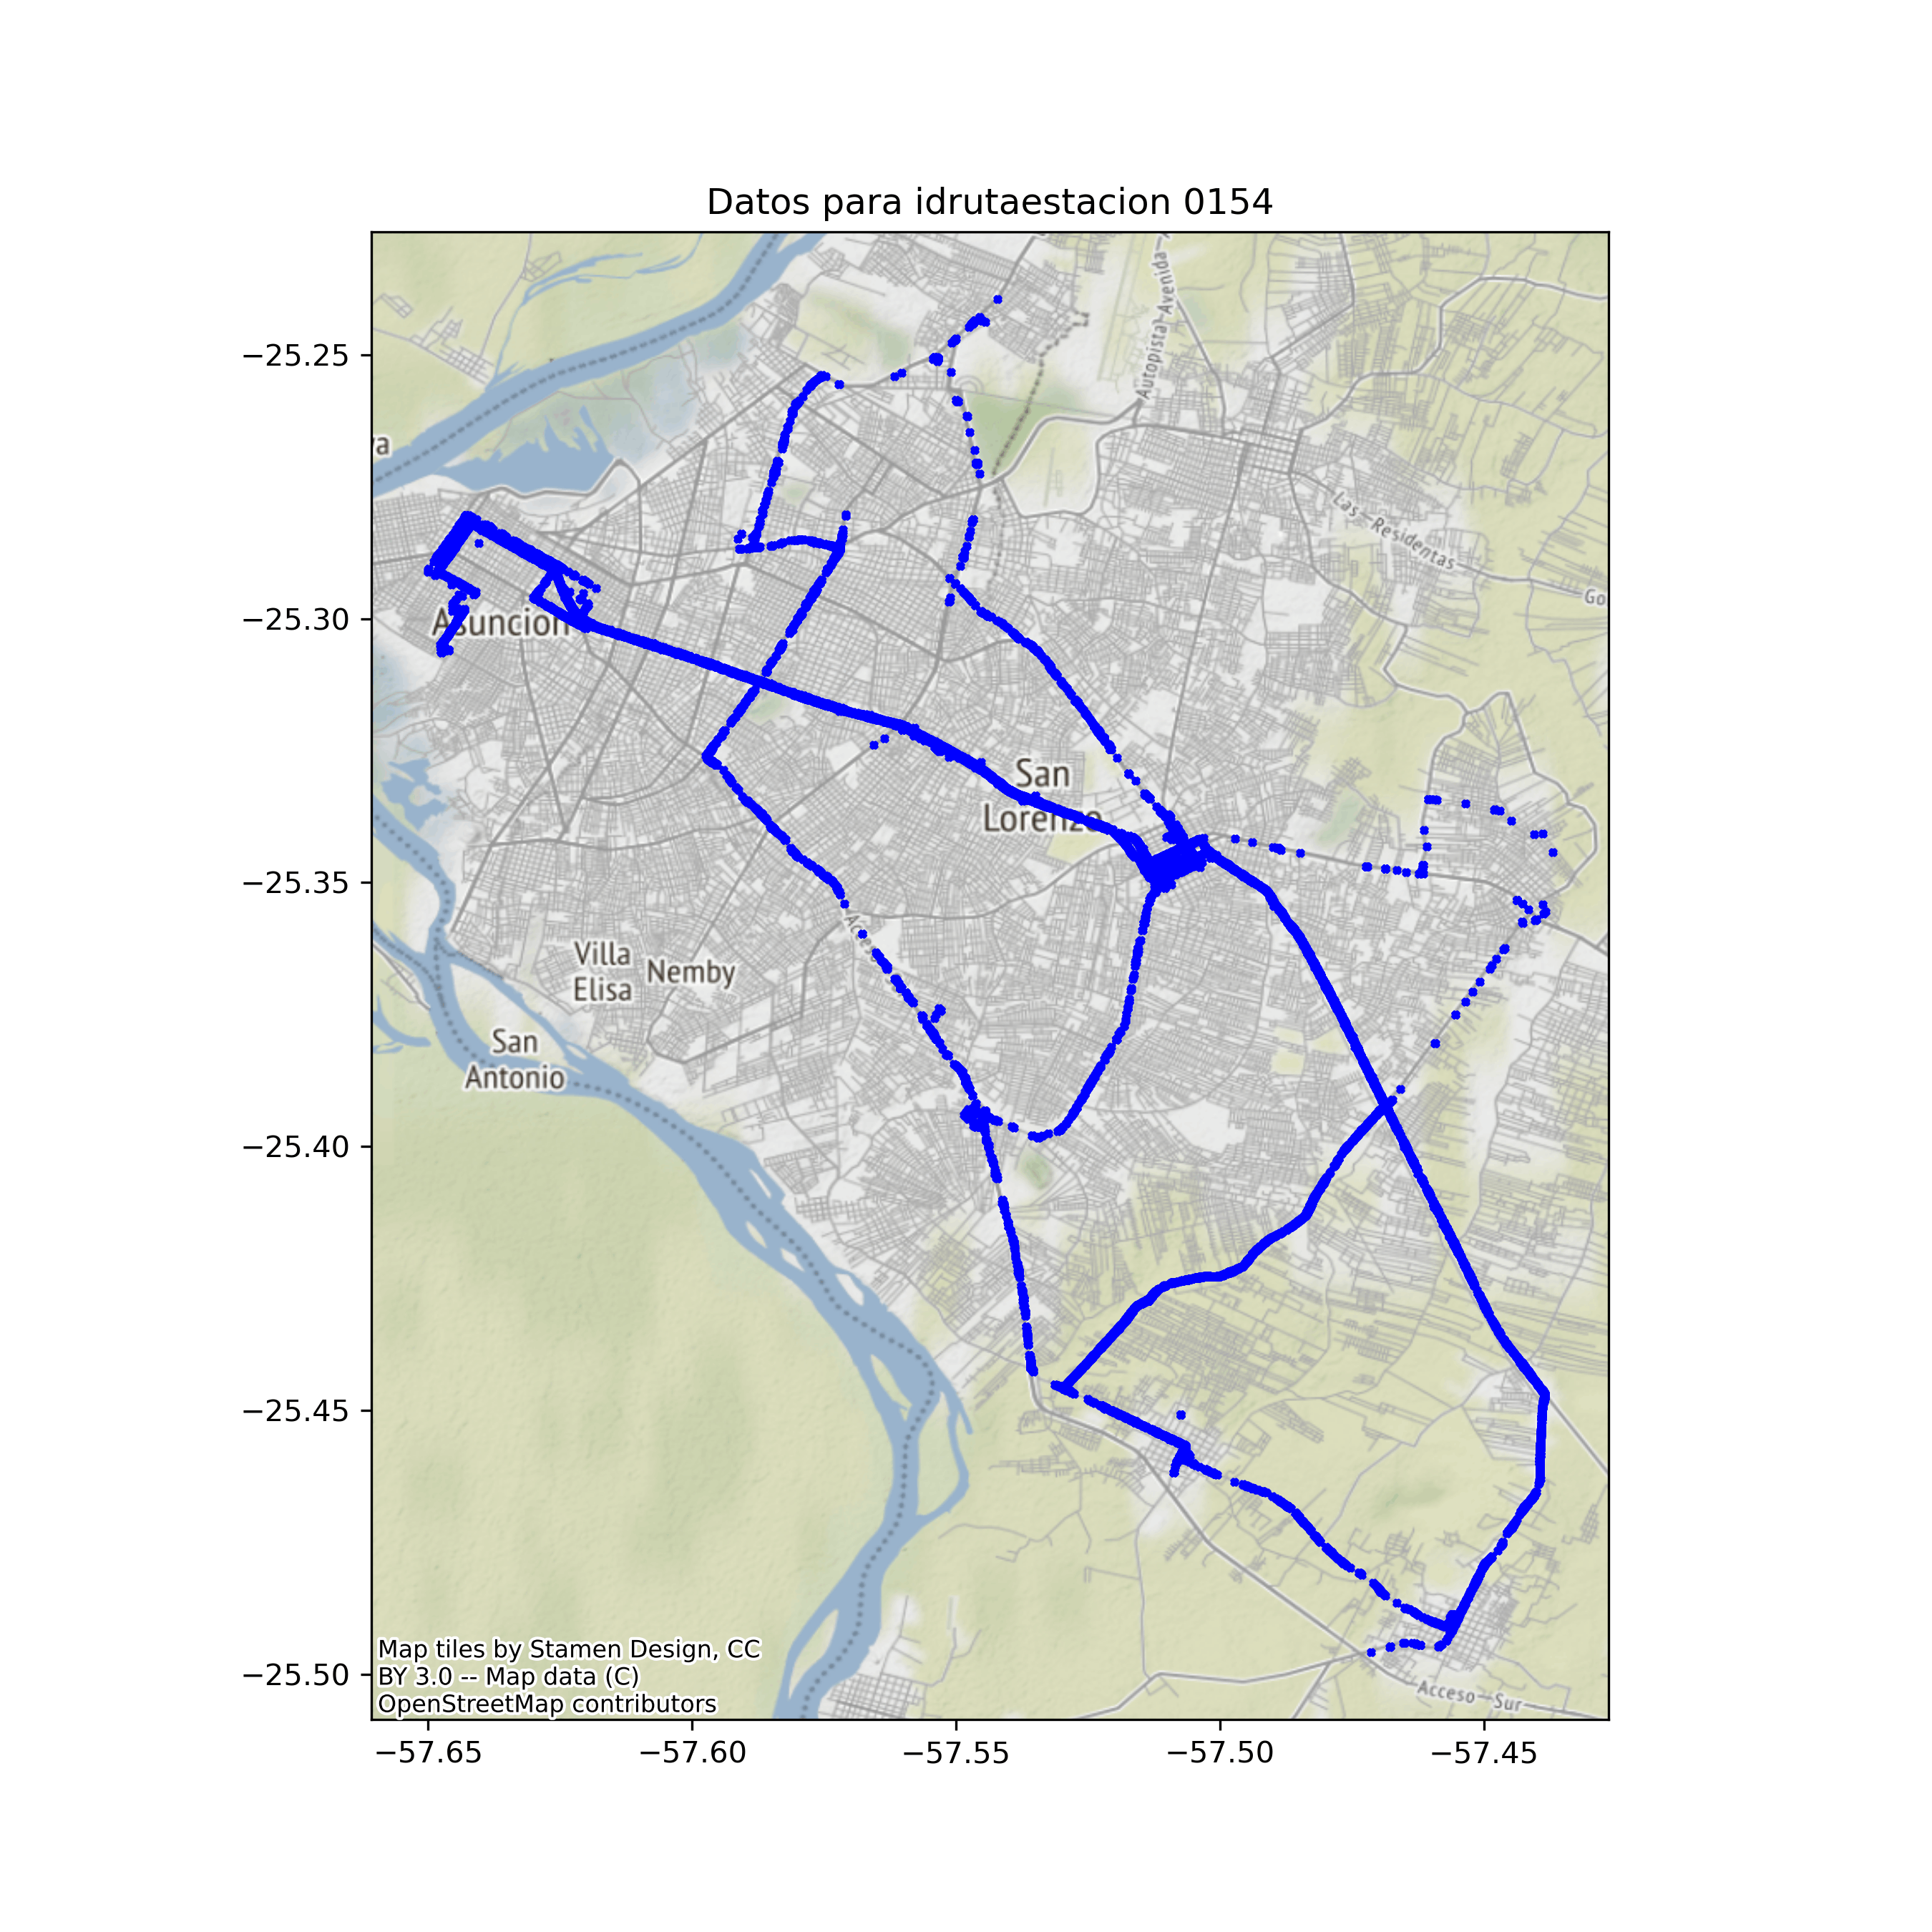 Datos para idrutaestacion 0154
−25.25
−25.30
−25.35
−25.40
−25.45
−25.50
va
Autopista Avenida
Las Residentas
Go
Asuncion
San
Lorenzo
Acceso
Villa
Elisa
Nemby
San
Antonio
Acceso Sur
Map tiles by Stamen Design, CC
BY 3.0 -- Map data (C)
OpenStreetMap contributors
−57.65
−57.60
−57.55
−57.50
−57.45